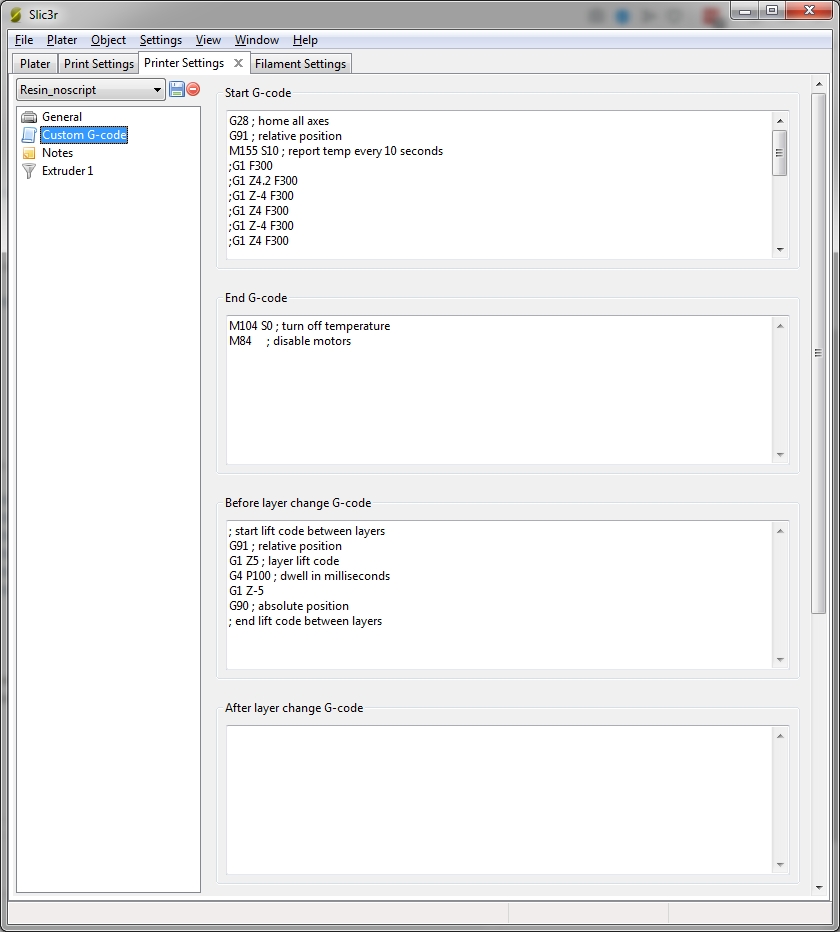 Slic3r
File Plater Object Settings View Window Help
Plater Print Settings Printer Settings X Filament Settings
Resin_noscript
General
Custom G-code
Notes
Extruder 1
Start G-code
G28 ; home all axes
G91 ; relative position
M155 S10 ; report temp every 10 seconds
;G1 F300
;G1 Z4.2 F300
;G1 Z-4 F300
;G1 Z4 F300
;G1 Z-4 F300
;G1 Z4 F300
End G-code
M104 S0 ; turn off temperature
M84     ; disable motors
Before layer change G-code
; start lift code between layers
G91 ; relative position
G1 Z5 ; layer lift code
G4 P100 ; dwell in milliseconds
G1 Z-5
G90 ; absolute position
; end lift code between layers
After layer change G-code